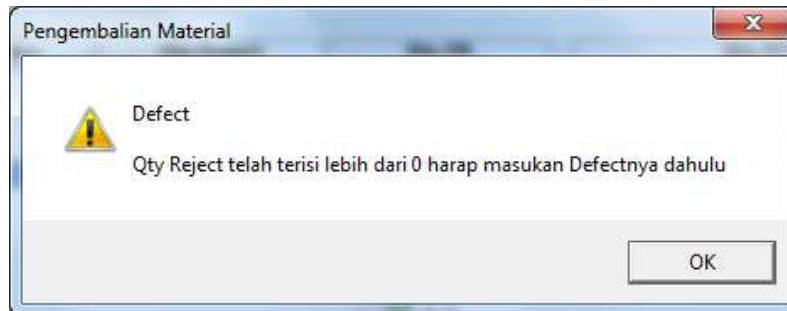 Pengembalian Material
Defect
Qty Reject telah terisi lebih dari 0 harap masukan Defectnya dahulu
OK